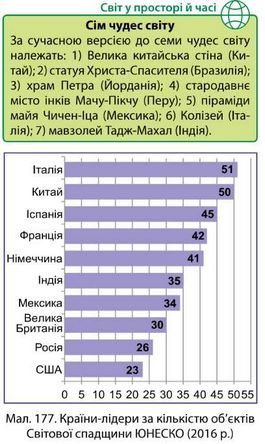 Світ у просторі й часі
Сім чудес світу
За сучасною версією до семи чудес світу
належать: 1) Велика китайська стіна (Ки-
тай); 2) статуя Христа-Спасителя (Бразилія);
3) храм Петра (Йорданія); 4) стародавнє
місто інків Мачу-Пікчу (Перу); 5) піраміди
майя Чичен-Іца (Мексика); 6) Колізей (Іта-
лія); 7) мавзолей Тадж-Махал (Індія).
Італія 51
Китай 50
Іспанія 45
Франція 42
Німеччина 41
Індія 35
Мексика 34
Велика
Британія 30
Росія 26
США 23
0 5 10 15 20 25 30 35 40 45 50 55
Мал. 177. Країни-лідери за кількістю об’єктів
Світової спадщини ЮНЕСКО (2016 р.)